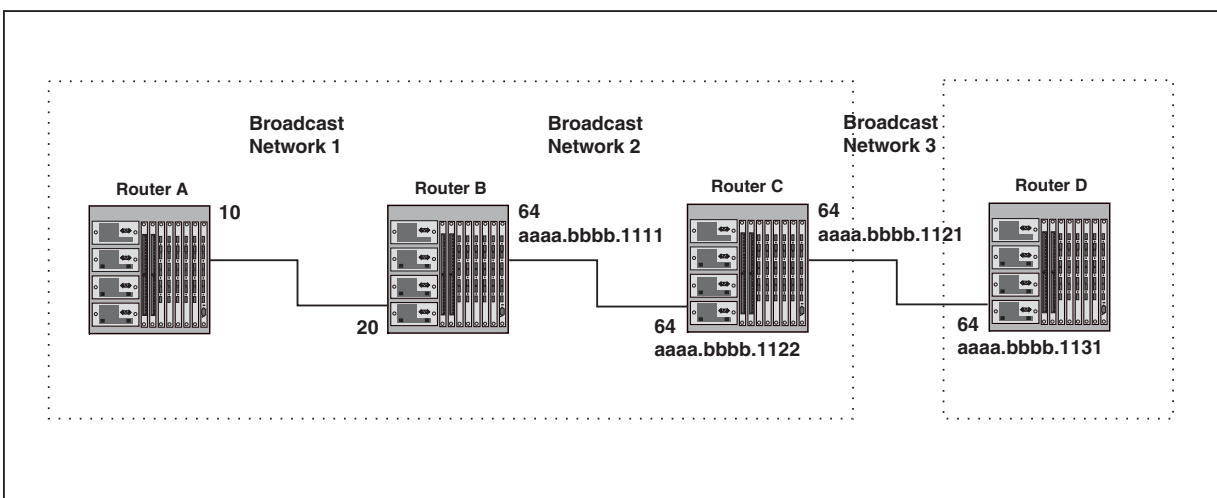 Broadcast
Network 1
Broadcast
Network 2
Broadcast
Network 3
Router A
Router B
Router C
Router D
10
64
aaaa.bbbb.1111
64
aaaa.bbbb.1121
20
64
aaaa.bbbb.1122
64
aaaa.bbbb.1131